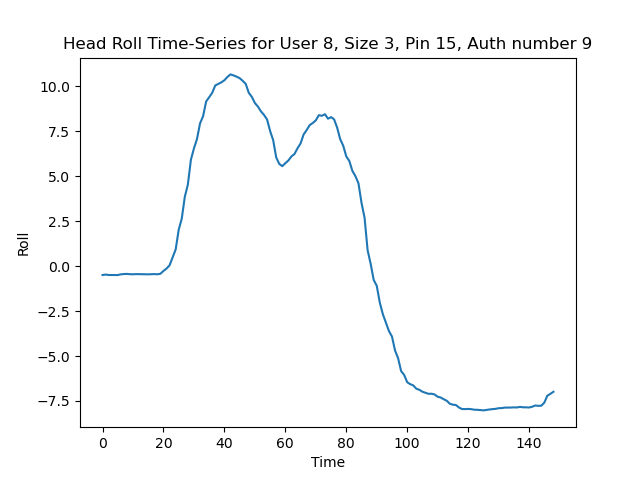 Head Roll Time-Series for User 8, Size 3, Pin 15, Auth number 9
10.0
7.5
5.0
2.5
0.0
−2.5
−5.0
−7.5
Roll
0 20 40 60 80 100 120 140
Time